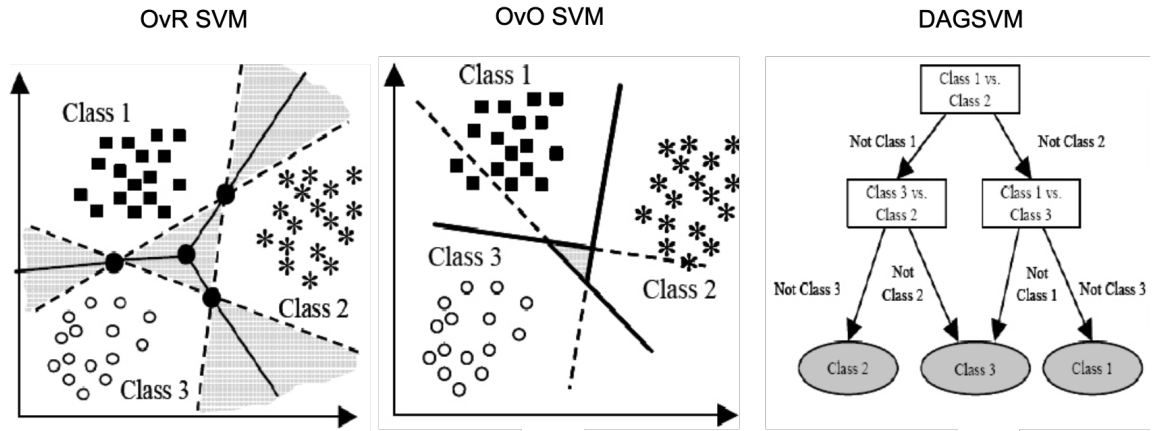 OvR SVM
Class 1
Class 2
Class 3
OvO SVM
Class 1
Class 3
Class 2
DAGSVM
Class 1 vs.
Class 2
Not Class 1
Not Class 2
Class 3 vs.
Class 2
Class 1 vs.
Class 3
Not Class 3
Not
Class 2
Not
Class 1
Not Class 3
Class 2
Class 3
Class 1